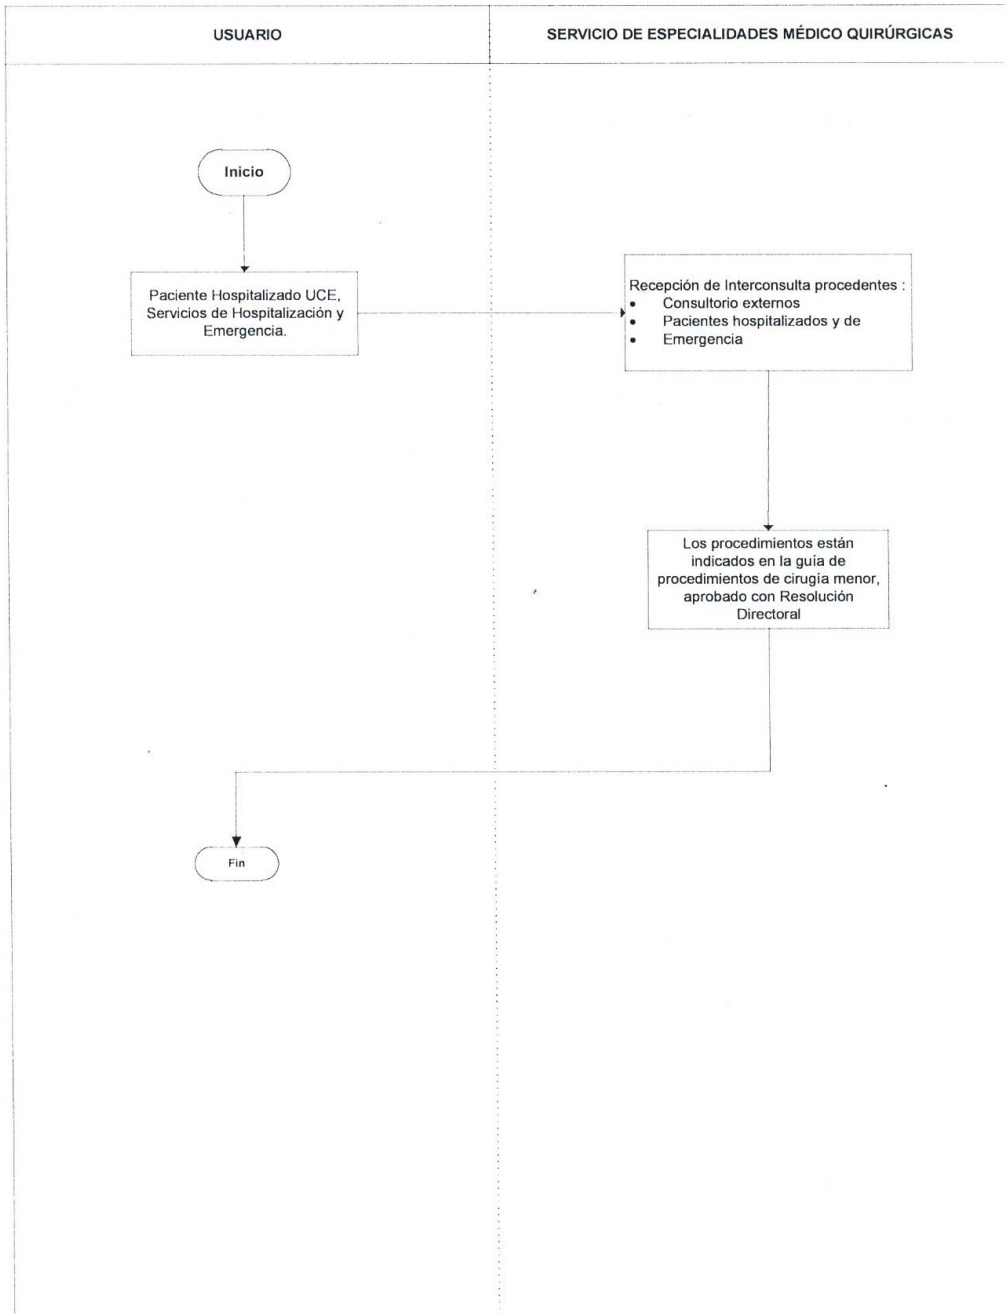 USUARIO
SERVICIO DE ESPECIALIDADES MÉDICO QUIRÚRGICAS
Inicio
Paciente Hospitalizado UCE,
Servicios de Hospitalización y
Emergencia.
Recepción de Interconsulta procedentes :
• Consultorio externos
• Pacientes hospitalizados y de
• Emergencia
Los procedimientos están
indicados en la guía de
procedimientos de cirugía menor,
aprobado con Resolución
Directoral
Fin